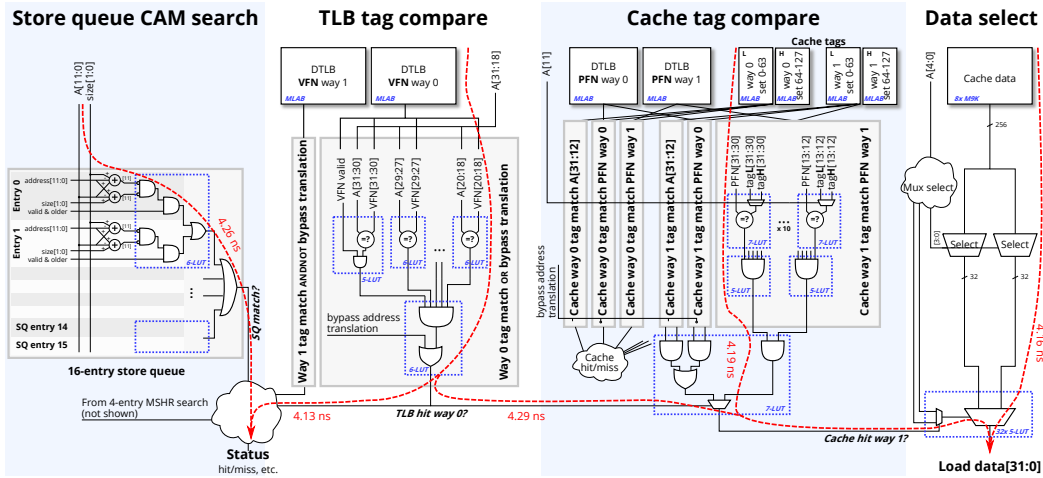 Store queue CAM search
TLB tag compare
Cache tag compare
Data select
A[11:0]
size[1:0]
Entry 0
address[11:0]
size[1:0]
valid & older
[11]
[11]
Entry 1
address[11:0]
size[1:0]
valid & older
[11]
[11]
6-LUT
SQ entry 14
SQ entry 15
16-entry store queue
4.26 ns
SQ match?
From 4-entry MSHR search
(not shown)
Status
hit/miss, etc.
4.13 ns
DTLB
VFN way 1
MLAB
DTLB
VFN way 0
MLAB
A[31:18]
Way 1 tag match ANDNOT bypass translation
VFN valid
A[31:30]
VFN[31:30]
A[29:27]
VFN[29:27]
A[20:18]
VFN[20:18]
=?
=?
=?
...
5-LUT
6-LUT
6-LUT
bypass address
translation
6-LUT
Way 0 tag match OR bypass translation
TLB hit way 0?
4.29 ns
A[11]
Cache tags
DTLB
PFN way 0
MLAB
DTLB
PFN way 1
MLAB
L
way 0
set 0-63
H
way 0
set 64-127
L
way 1
set 0-63
H
way 1
set 64-127
Cache way 0 tag match A[31:12]
Cache way 0 tag match PFN way 0
Cache way 0 tag match PFN way 1
Cache way 1 tag match A[31:12]
Cache way 1 tag match PFN way 0
PFN[31:30]
tagL[31:30]
tagH[31:30]
PFN[13:12]
tagL[13:12]
tagH[13:12]
=?
=?
...
x 10
7-LUT
7-LUT
5-LUT
5-LUT
Cache way 1 tag match PFN way 1
bypass address
translation
Cache
hit/miss
4.19 ns
7-LUT
Cache hit way 1?
A[4:0]
Cache data
8x M9K
256
Mux select
[3:0]
Select
Select
32
32
4.16 ns
32x 5-LUT
Load data[31:0]